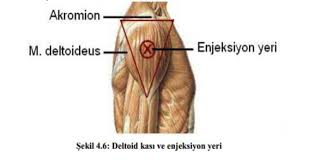 Akromion
M. deltoideus
Enjeksiyon yeri
Şekil 4.6: Deltoid kası ve enjeksiyon yeri